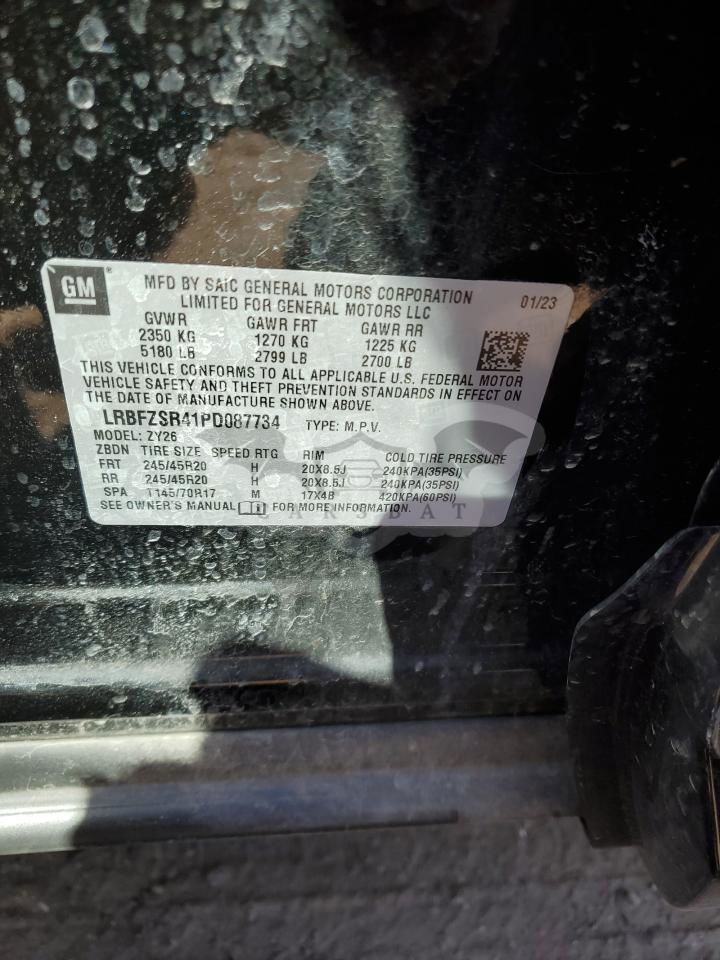 GM ®
MFD BY SAIC GENERAL MOTORS CORPORATION
LIMITED FOR GENERAL MOTORS LLC
01/23
GVWR GAWR FRT GAWR RR
2350 KG 1270 KG 1225 KG
5180 LB 2799 LB 2700 LB
THIS VEHICLE CONFORMS TO ALL APPLICABLE U.S. FEDERAL MOTOR
VEHICLE SAFETY AND THEFT PREVENTION STANDARDS IN EFFECT ON
THE DATE OF MANUFACTURE SHOWN ABOVE.
LRBFZSR41PD087734 TYPE: M.P.V.
MODEL: ZY26
ZBDN TIRE SIZE SPEED RTG RIM COLD TIRE PRESSURE
FRT 245/45R20 H 20X8.5J 240KPA(35PSI)
RR 245/45R20 H 20X8.5J 240KPA(35PSI)
SPA T145/70R17 M 17X4B 420KPA(60PSI)
SEE OWNER'S MANUAL FOR MORE INFORMATION.
CARSBAT